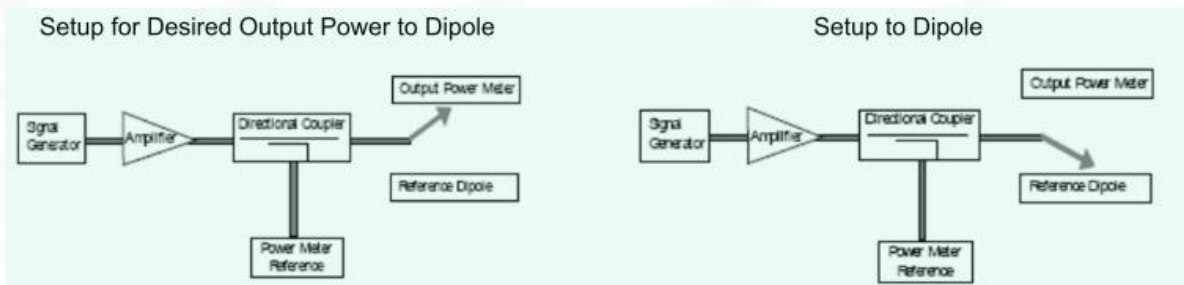 Setup for Desired Output Power to Dipole
Output Power Meter
Signal
Generator
Amplifier
Directional Coupler
Reference Dipole
Power Meter
Reference
Setup to Dipole
Output Power Meter
Signal
Generator
Amplifier
Directional Coupler
Reference Dipole
Power Meter
Reference